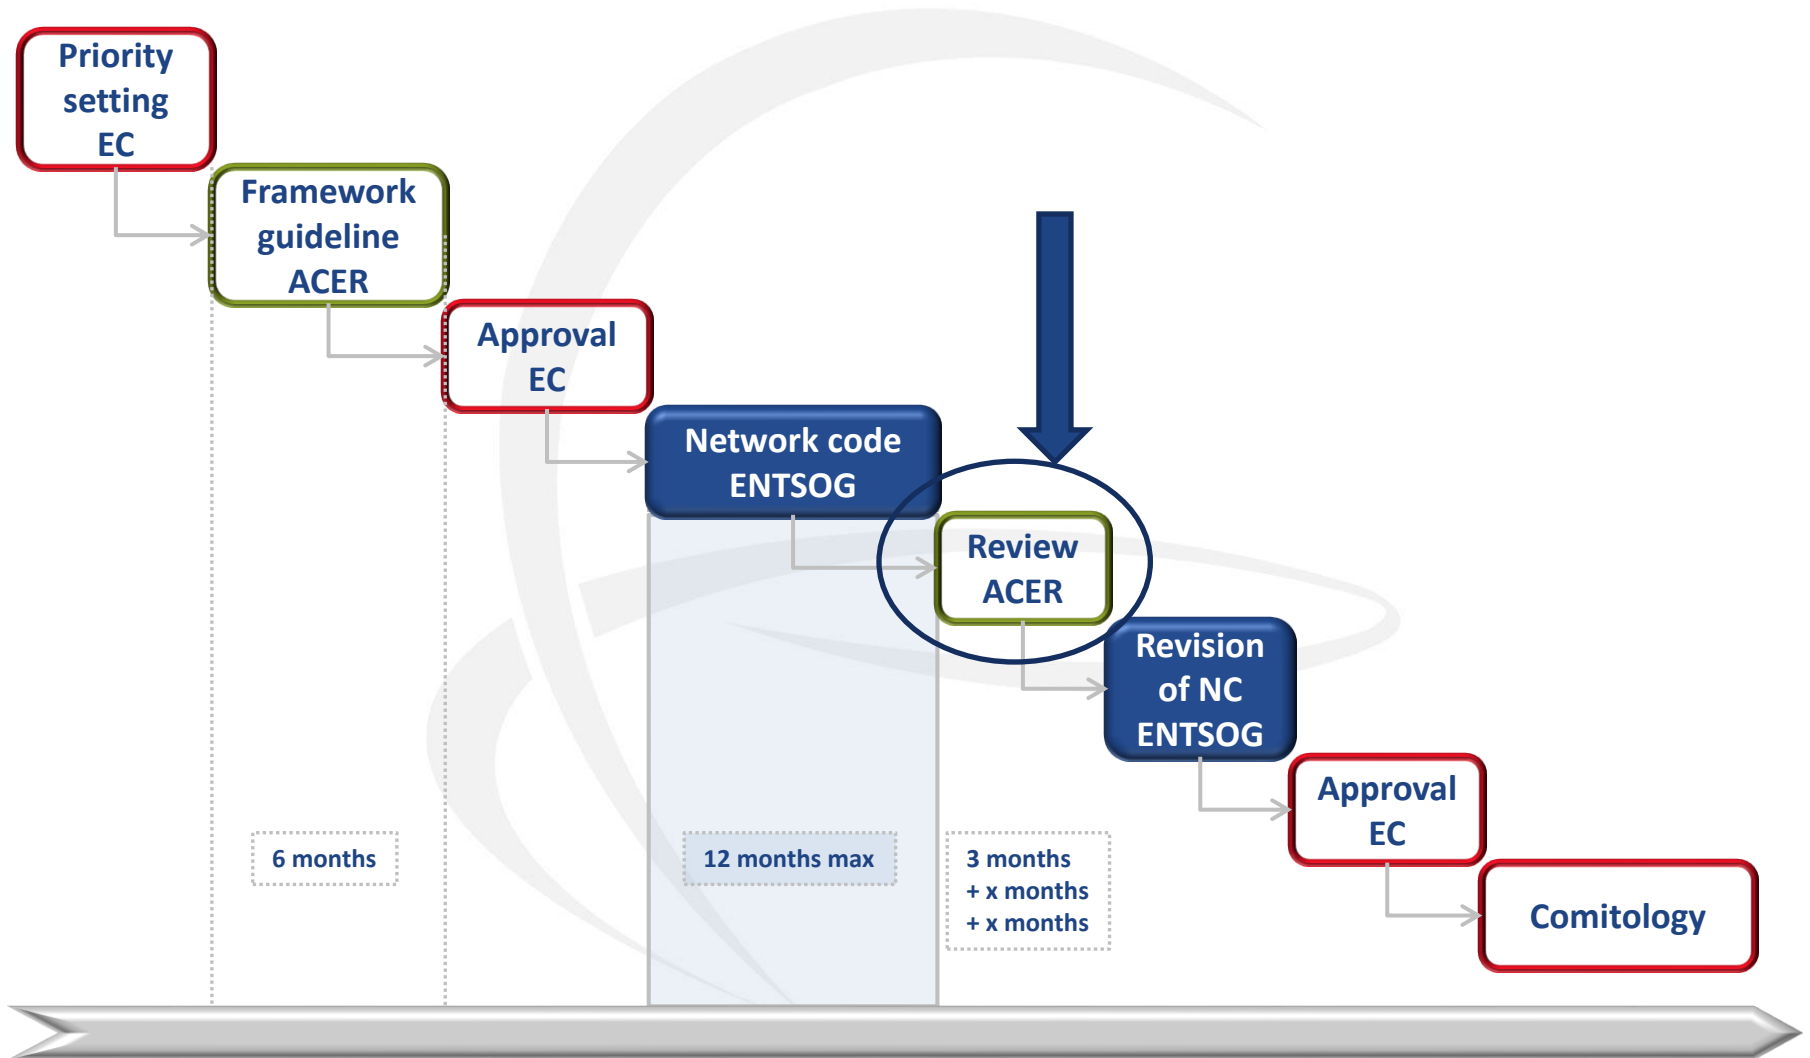 Priority
setting
EC
Framework
guideline
ACER
Approval
EC
Network code
ENTSOG
Review
ACER
Revision
of NC
ENTSOG
Approval
EC
Comitology
6 months
12 months max
3 months
+ x months
+ x months